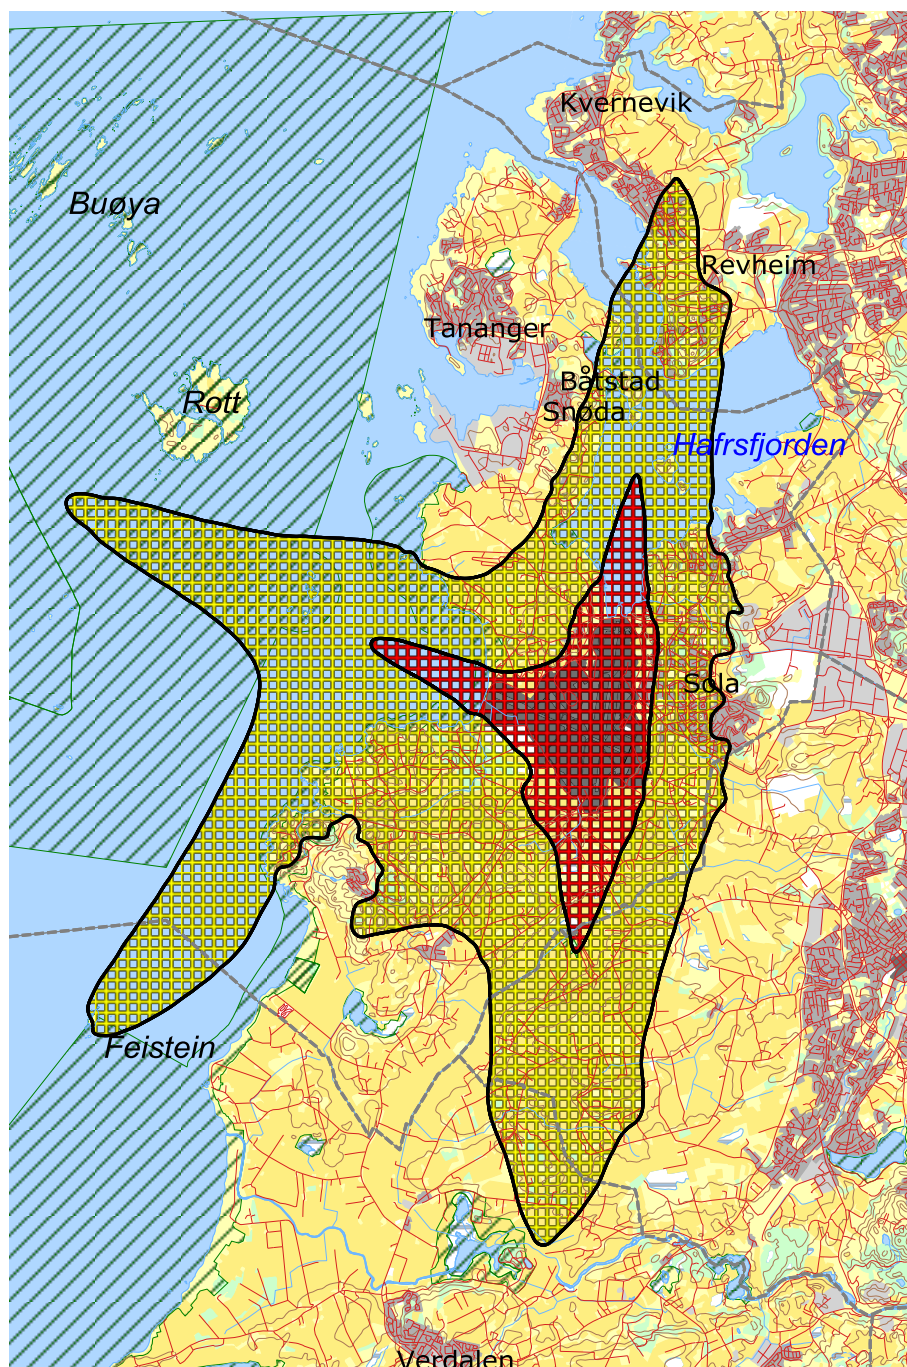 Kvernevik
Buøya
Revheim
Tananger
Båtstad
Rott
Snøda
Hafrsfjorden
Sola
Feistein
Verdalen